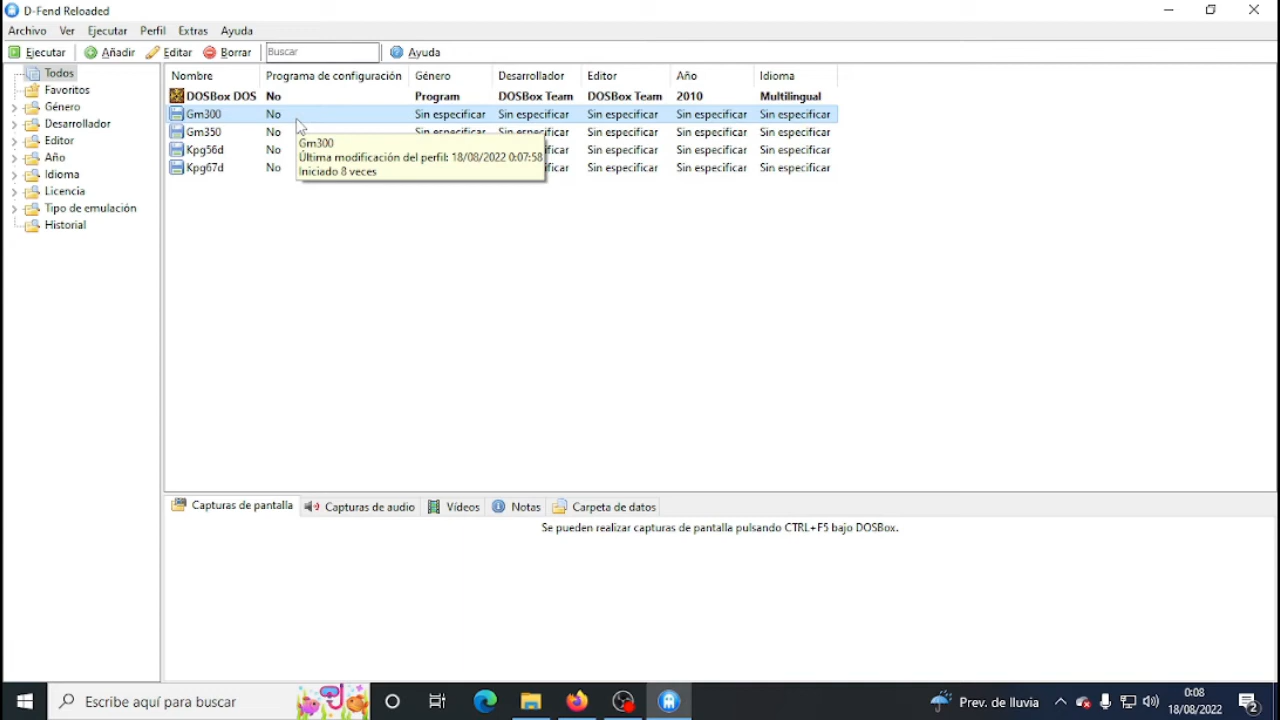 D-Fend Reloaded
Archivo Ver Ejecutar Perfil Extras Ayuda
Ejecutar Añadir Editar Borrar Buscar Ayuda
Todos
Favoritos
Género
Desarrollador
Editor
Año
Idioma
Licencia
Tipo de emulación
Historial
Nombre Programa de configuración Género Desarrollador Editor Año Idioma
DOSBox DOS No Program DOSBox Team DOSBox Team 2010 Multilingual
Gm300 No Sin especificar Sin especificar Sin especificar Sin especificar Sin especificar
Gm350 No Sin especificar Sin especificar Sin especificar Sin especificar Sin especificar
Kpg56d No ificar Sin especificar Sin especificar Sin especificar
Kpg67d No ificar Sin especificar Sin especificar Sin especificar
Gm300
Última modificación del perfil: 18/08/2022 0:07:58
Iniciado 8 veces
Capturas de pantalla Capturas de audio Vídeos Notas Carpeta de datos
Se pueden realizar capturas de pantalla pulsando CTRL+F5 bajo DOSBox.
Escribe aquí para buscar
Prev. de lluvia
0:08
18/08/2022
2